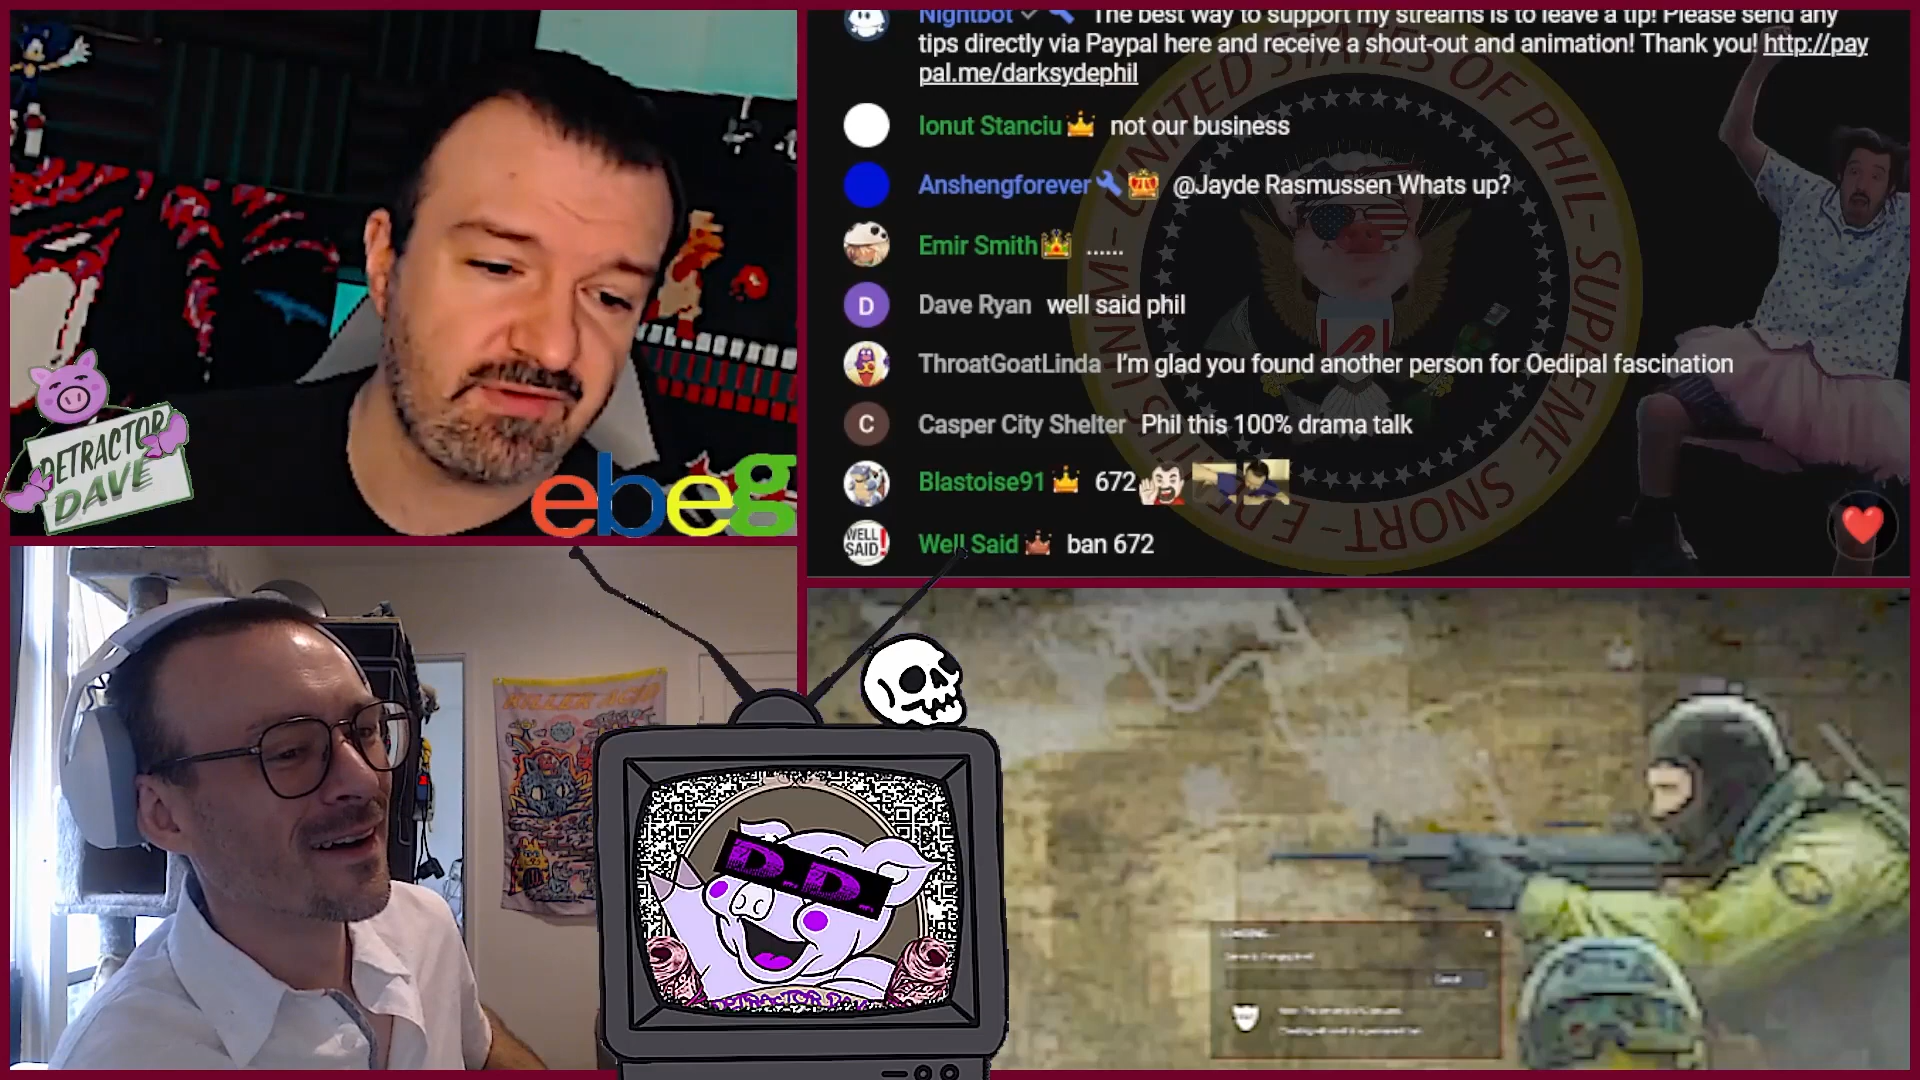 Nightbot The best way to support my streams is to leave a tip! Please send any
tips directly via Paypal here and receive a shout-out and animation! Thank you! http://pay
pal.me/darksydephil
Ionut Stanciu not our business
Anshengforever @Jayde Rasmussen Whats up?
Emir Smith ......
D Dave Ryan well said phil
ThroatGoatLinda I'm glad you found another person for Oedipal fascination
C Casper City Shelter Phil this 100% drama talk
Blastoise91 672
WELL SAID! Well Said ban 672
UNITED STATES OF PHIL - SUPREME
SNORT
DETRACTOR
DAVE
ebeg
KILLER ACID
D.D.
LOADING...
Cancel